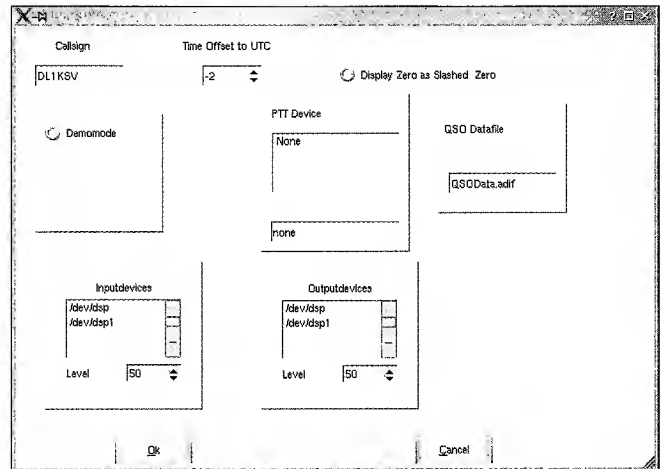 Callsign
Time Offset to UTC
DL1KSV
-2
Display Zero as Slashed Zero
Demomode
PTT Device
None
none
QSO Datafile
QSOData.adif
Inputdevices
/dev/dsp
/dev/dsp1
Level
50
Outputdevices
/dev/dsp
/dev/dsp1
Level
50
Ok
Cancel